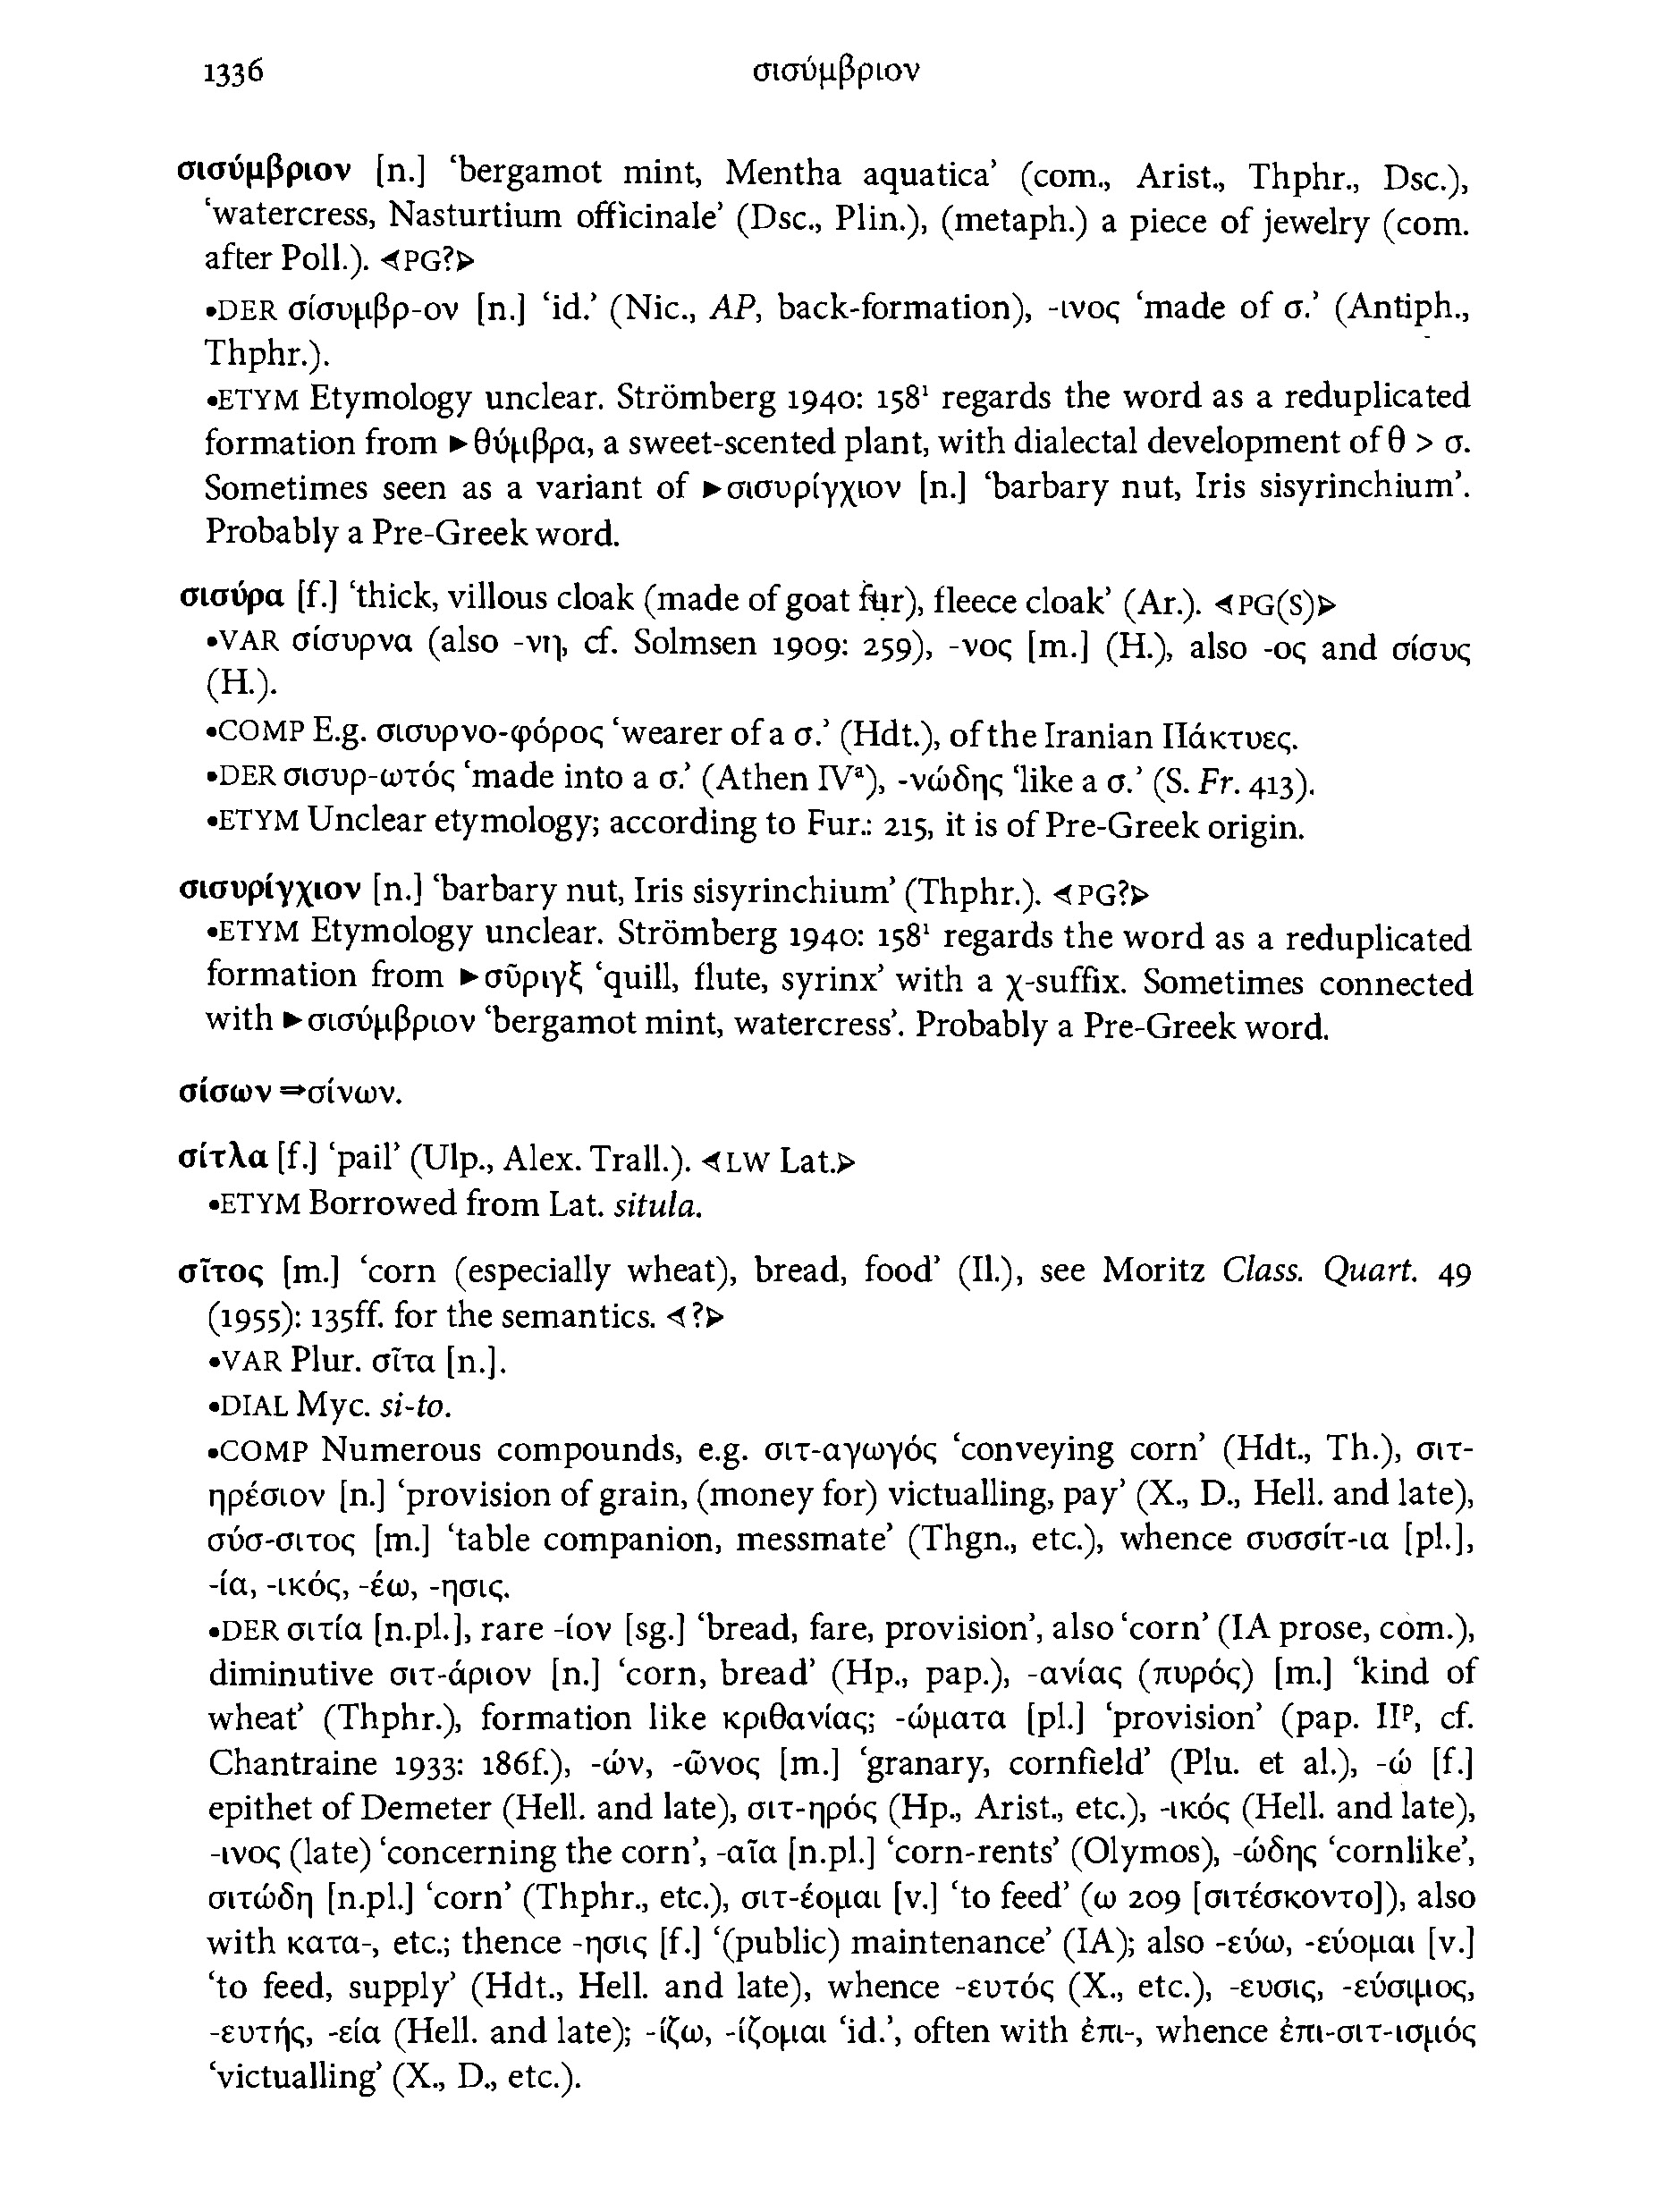 1336 σισύμβριον
σισύμβριον [n.] ‘bergamot mint, Mentha aquatica’ (com., Arist., Thphr., Dsc.),
‘watercress, Nasturtium officinale’ (Dsc., Plin.), (metaph.) a piece of jewelry (com.
after Poll.). ⊲PG?⊳
•DER σίσυμβρ-ον [n.] ‘id.’ (Nic., AP, back-formation), -ινος ‘made of σ.’ (Antiph.,
Thphr.).
•ETYM Etymology unclear. Strömberg 1940: 158¹ regards the word as a reduplicated
formation from ►θύμβρα, a sweet-scented plant, with dialectal development of θ > σ.
Sometimes seen as a variant of ►σισυρίγχιον [n.] ‘barbary nut, Iris sisyrinchium’.
Probably a Pre-Greek word.
σισύρα [f.] ‘thick, villous cloak (made of goat fur), fleece cloak’ (Ar.). ⊲PG(S)⊳
•VAR σίσυρνα (also -νη, cf. Solmsen 1909: 259), -νος [m.] (H.), also -ος and σίσυς
(H.).
•COMP E.g. σισυρνο-φόρος ‘wearer of a σ.’ (Hdt.), of the Iranian Πάκτυες.
•DER σισυρ-ωτός ‘made into a σ.’ (Athen IVᵃ), -νώδης ‘like a σ.’ (S. Fr. 413).
•ETYM Unclear etymology; according to Fur.: 215, it is of Pre-Greek origin.
σισυρίγχιον [n.] ‘barbary nut, Iris sisyrinchium’ (Thphr.). ⊲PG?⊳
•ETYM Etymology unclear. Strömberg 1940: 158¹ regards the word as a reduplicated
formation from ►σῦριγξ ‘quill, flute, syrinx’ with a χ-suffix. Sometimes connected
with ►σισύμβριον ‘bergamot mint, watercress’. Probably a Pre-Greek word.
σίσων ⇒σίνων.
σίτλα [f.] ‘pail’ (Ulp., Alex. Trall.). ⊲LW Lat.⊳
•ETYM Borrowed from Lat. situla.
σῖτος [m.] ‘corn (especially wheat), bread, food’ (Il.), see Moritz Class. Quart. 49
(1955): 135ff. for the semantics. ⊲?⊳
•VAR Plur. σῖτα [n.].
•DIAL Myc. si-to.
•COMP Numerous compounds, e.g. σιτ-αγωγός ‘conveying corn’ (Hdt., Th.), σιτ-
ηρέσιον [n.] ‘provision of grain, (money for) victualling, pay’ (X., D., Hell. and late),
σύσ-σιτος [m.] ‘table companion, messmate’ (Thgn., etc.), whence συσσίτ-ια [pl.],
-ία, -ικός, -έω, -ησις.
•DER σιτία [n.pl.], rare -ίον [sg.] ‘bread, fare, provision’, also ‘corn’ (IA prose, com.),
diminutive σιτ-άριον [n.] ‘corn, bread’ (Hp., pap.), -ανίας (πυρός) [m.] ‘kind of
wheat’ (Thphr.), formation like κριθανίας; -ώματα [pl.] ‘provision’ (pap. IIᵖ, cf.
Chantraine 1933: 186f.), -ών, -ῶνος [m.] ‘granary, cornfield’ (Plu. et al.), -ώ [f.]
epithet of Demeter (Hell. and late), σιτ-ηρός (Hp., Arist., etc.), -ικός (Hell. and late),
-ινος (late) ‘concerning the corn’, -αῖα [n.pl.] ‘corn-rents’ (Olymos), -ώδης ‘cornlike’,
σιτώδη [n.pl.] ‘corn’ (Thphr., etc.), σιτ-έομαι [v.] ‘to feed’ (ω 209 [σιτέσκοντο]), also
with κατα-, etc.; thence -ησις [f.] ‘(public) maintenance’ (IA); also -εύω, -εύομαι [v.]
‘to feed, supply’ (Hdt., Hell. and late), whence -ευτός (X., etc.), -ευσις, -εύσιμος,
-ευτής, -εία (Hell. and late); -ίζω, -ίζομαι ‘id.’, often with ἐπι-, whence ἐπι-σιτ-ισμός
‘victualling’ (X., D., etc.).